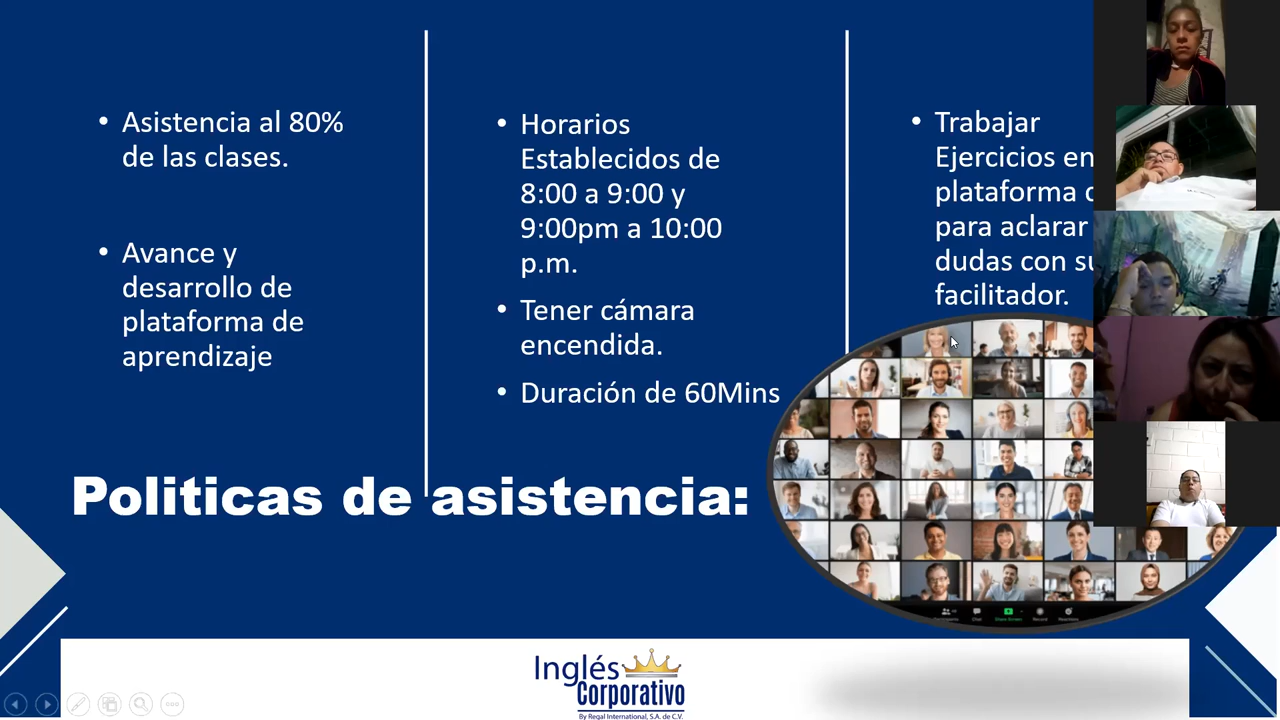 • Asistencia al 80%
de las clases.
• Avance y
desarrollo de
plataforma de
aprendizaje
• Horarios
Establecidos de
8:00 a 9:00 y
9:00pm a 10:00
p.m.
• Tener cámara
encendida.
• Duración de 60Mins
• Trabajar
Ejercicios en
plataforma
para aclarar
dudas con
facilitador.
Politicas de asistencia:
Inglés
Corporativo
By Regal International, S.A. de C.V.